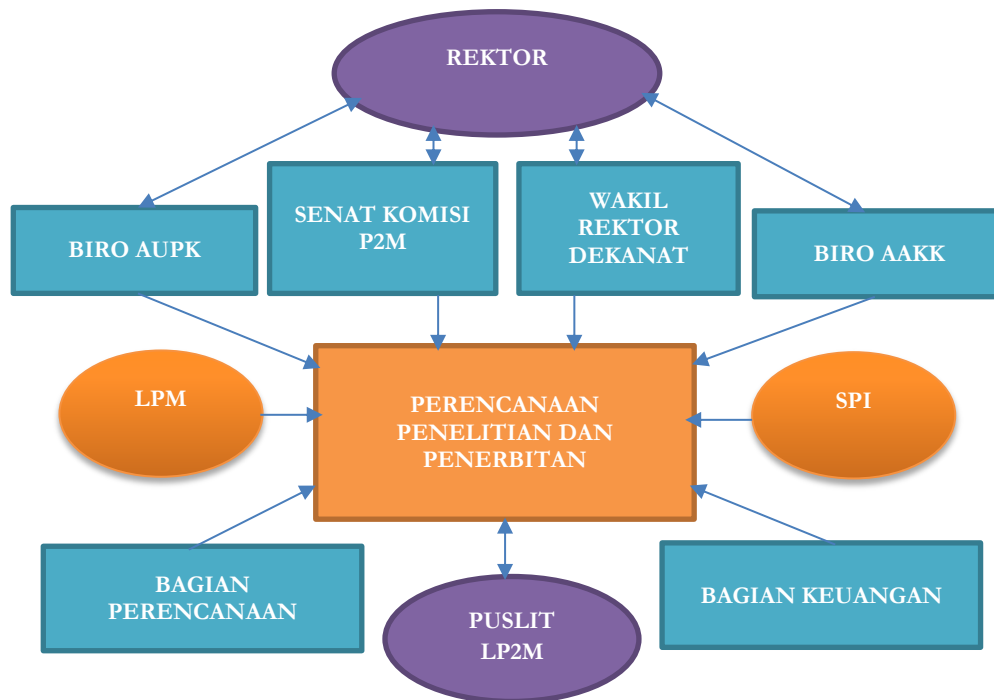 REKTOR
SENAT KOMISI
P2M
WAKIL
REKTOR
DEKANAT
BIRO AUPK
BIRO AAKK
LPM
PERENCANAAN
PENELITIAN DAN
PENERBITAN
SPI
BAGIAN
PERENCANAAN
PUSLIT
LP2M
BAGIAN KEUANGAN